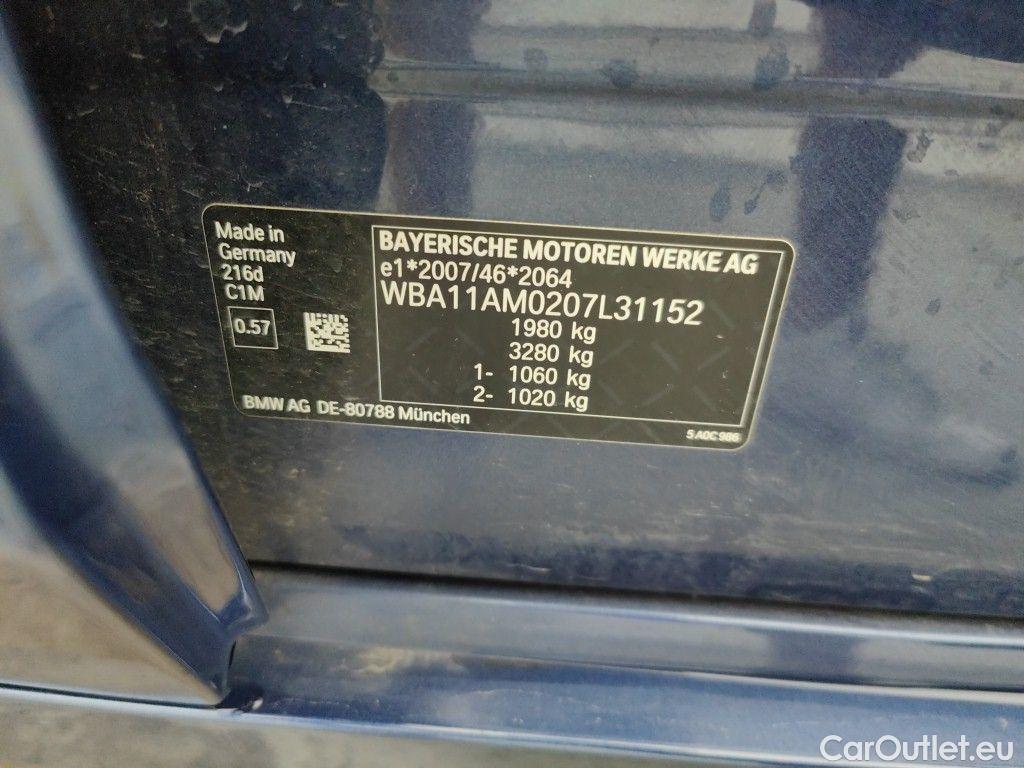 Made in
Germany
216d
C1M
0.57
BAYERISCHE MOTOREN WERKE AG
e1*2007/46*2064
WBA11AM0207L31152
1980 kg
3280 kg
1- 1060 kg
2- 1020 kg
BMW AG DE-80788 München
5 A0C 986
CarOutlet.eu